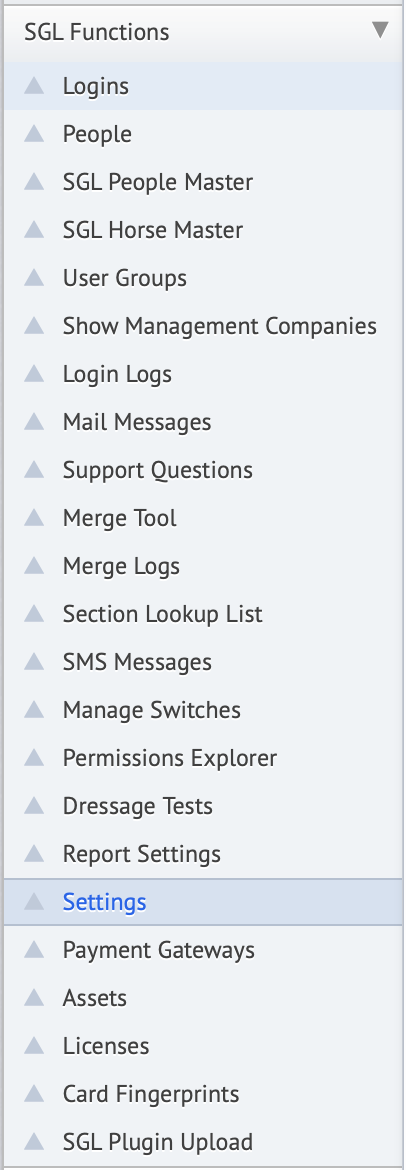 SGL Functions
Logins
People
SGL People Master
SGL Horse Master
User Groups
Show Management Companies
Login Logs
Mail Messages
Support Questions
Merge Tool
Merge Logs
Section Lookup List
SMS Messages
Manage Switches
Permissions Explorer
Dressage Tests
Report Settings
Settings
Payment Gateways
Assets
Licenses
Card Fingerprints
SGL Plugin Upload